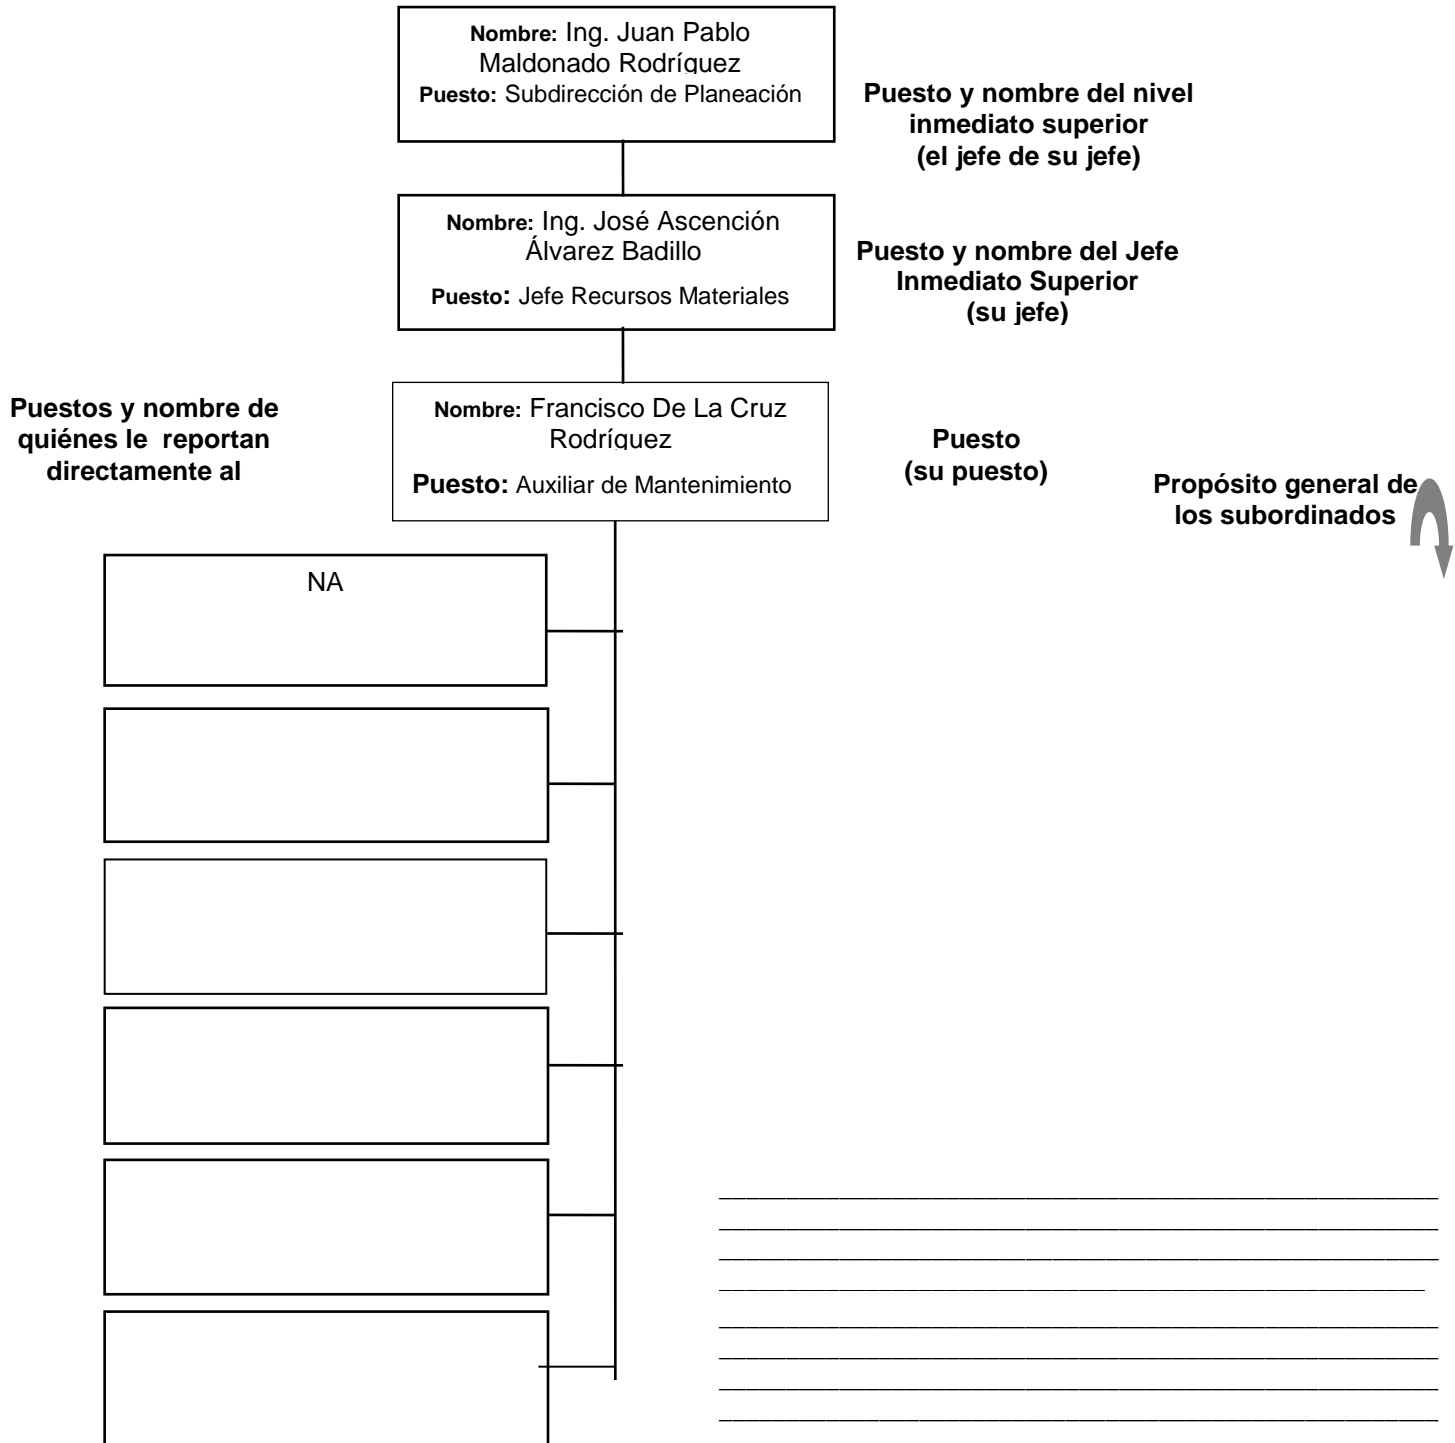 Nombre: Ing. Juan Pablo
Maldonado Rodríguez
Puesto: Subdirección de Planeación
Puesto y nombre del nivel
inmediato superior
(el jefe de su jefe)
Nombre: Ing. José Ascención
Álvarez Badillo
Puesto: Jefe Recursos Materiales
Puesto y nombre del Jefe
Inmediato Superior
(su jefe)
Puestos y nombre de
quiénes le reportan
directamente al
Nombre: Francisco De La Cruz
Rodríguez
Puesto: Auxiliar de Mantenimiento
Puesto
(su puesto)
Propósito general de
los subordinados
NA